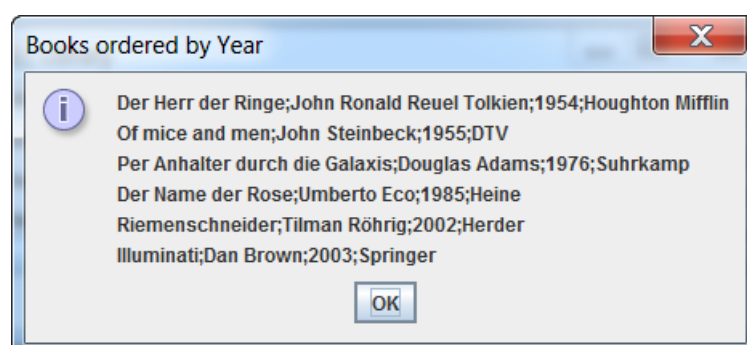 Books ordered by Year
Der Herr der Ringe;John Ronald Reuel Tolkien;1954;Houghton Mifflin
Of mice and men;John Steinbeck;1955;DTV
Per Anhalter durch die Galaxis;Douglas Adams;1976;Suhrkamp
Der Name der Rose;Umberto Eco;1985;Heine
Riemenschneider;Tilman Röhrig;2002;Herder
Illuminati;Dan Brown;2003;Springer
OK